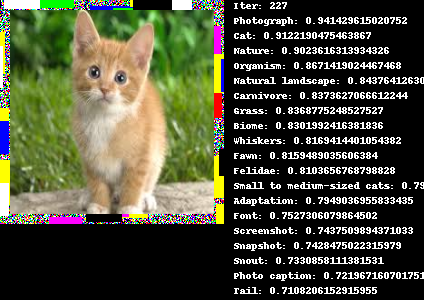 Iter: 227
Photograph: 0.941429615020752
Cat: 0.9122190475463867
Nature: 0.9023616313934326
Organism: 0.8671419024467468
Natural landscape: 0.84376412630
Carnivore: 0.8373627066612244
Grass: 0.8368775248527527
Biome: 0.8301992416381836
Whiskers: 0.8169414401054382
Fawn: 0.8159489035606384
Felidae: 0.8103656768798828
Small to medium-sized cats: 0.79
Adaptation: 0.7949039355833435
Font: 0.7527306079864502
Screenshot: 0.7437509894371033
Snapshot: 0.7428475022315979
Snout: 0.7330858111381531
Photo caption: 0.721967160701751
Tail: 0.7108206152915955